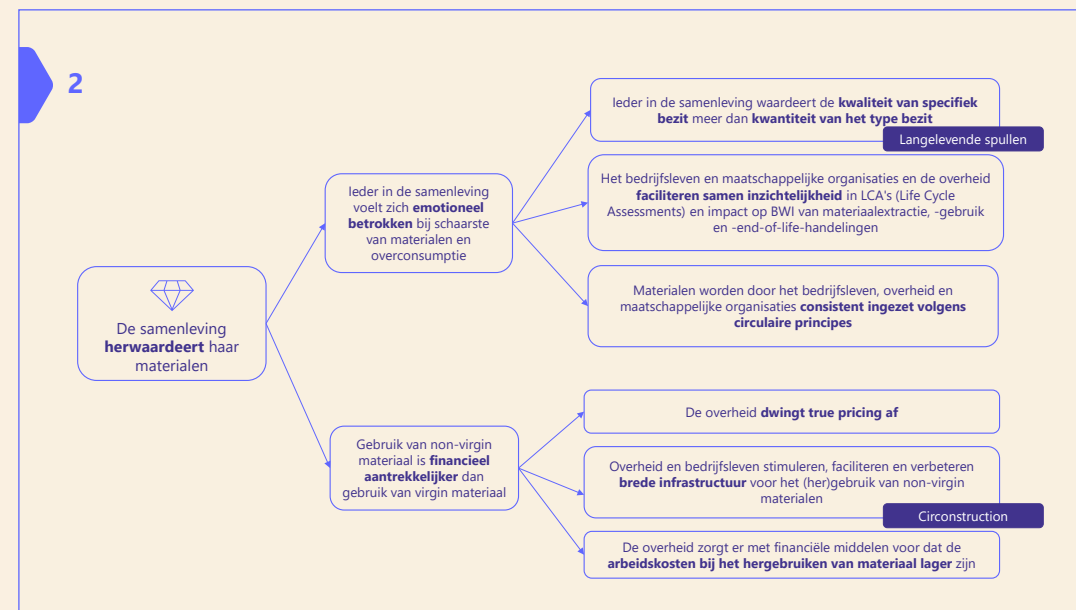 2
De samenleving
herwaardeert haar
materialen
Ieder in de samenleving
voelt zich emotioneel
betrokken bij schaarste
van materialen en
overconsumptie
Ieder in de samenleving waardeert de kwaliteit van specifiek
bezit meer dan kwantiteit van het type bezit
Langelevende spullen
Het bedrijfsleven en maatschappelijke organisaties en de overheid
faciliteren samen inzichtelijkheid in LCA's (Life Cycle
Assessments) en impact op BWI van materiaalextractie, -gebruik
en -end-of-life-handelingen
Materialen worden door het bedrijfsleven, overheid en
maatschappelijke organisaties consistent ingezet volgens
circulaire principes
Gebruik van non-virgin
materiaal is financieel
aantrekkelijker dan
gebruik van virgin materiaal
De overheid dwingt true pricing af
Overheid en bedrijfsleven stimuleren, faciliteren en verbeteren
brede infrastructuur voor het (her)gebruik van non-virgin
materialen
Circonstruction
De overheid zorgt er met financiële middelen voor dat de
arbeidskosten bij het hergebruiken van materiaal lager zijn